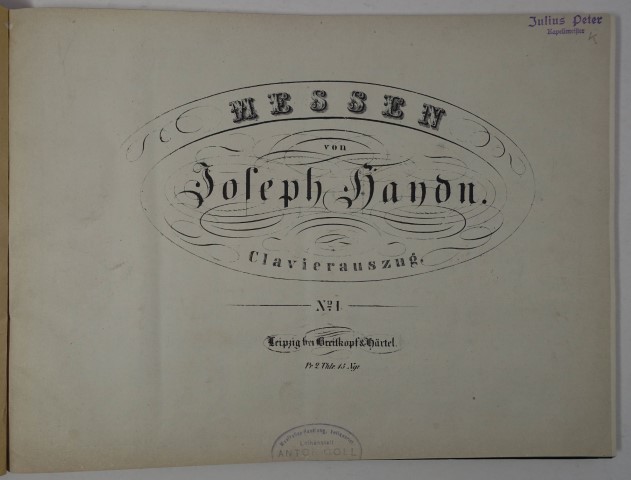 Julius Peter
Kapellmeister
MESSEN
von
Joseph Haydn.
Clavierauszug.
No. 1
Leipzig bei Breitkopf & Härtel.
Pr. 2 Thlr. 15 Ngr.
ANTON GOLL